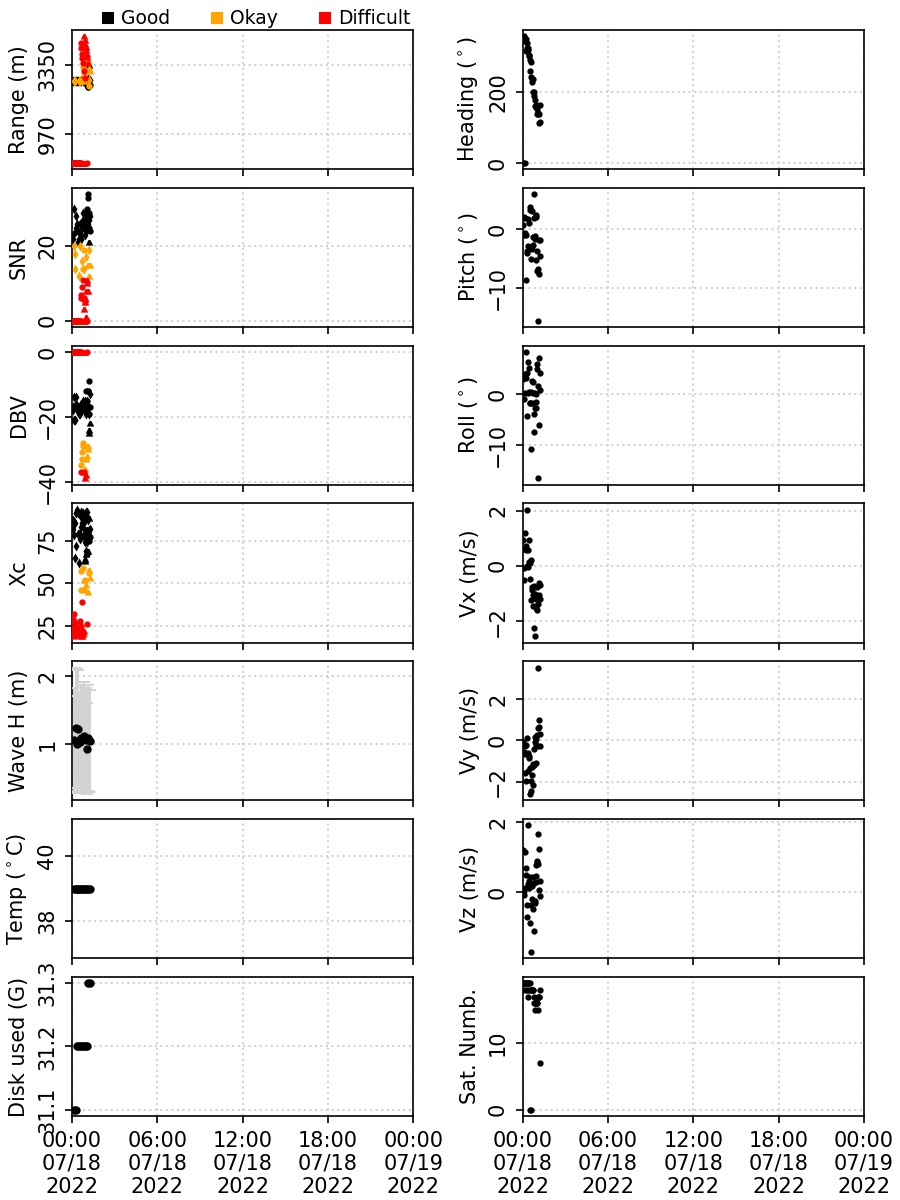 Good Okay Difficult
Range (m)
3350
970
Heading (°)
200
0
SNR
20
0
Pitch (°)
0
−10
DBV
0
−20
−40
Roll (°)
0
−10
Xc
75
50
25
Vx (m/s)
2
0
−2
Wave H (m)
2
1
Vy (m/s)
2
0
−2
Temp (°C)
40
38
Vz (m/s)
2
0
Disk used (G)
31.3
31.2
31.1
Sat. Numb.
10
0
00:00 06:00 12:00 18:00 00:00 00:00 06:00 12:00 18:00 00:00
07/18 07/18 07/18 07/18 07/19 07/18 07/18 07/18 07/18 07/19
2022 2022 2022 2022 2022 2022 2022 2022 2022 2022